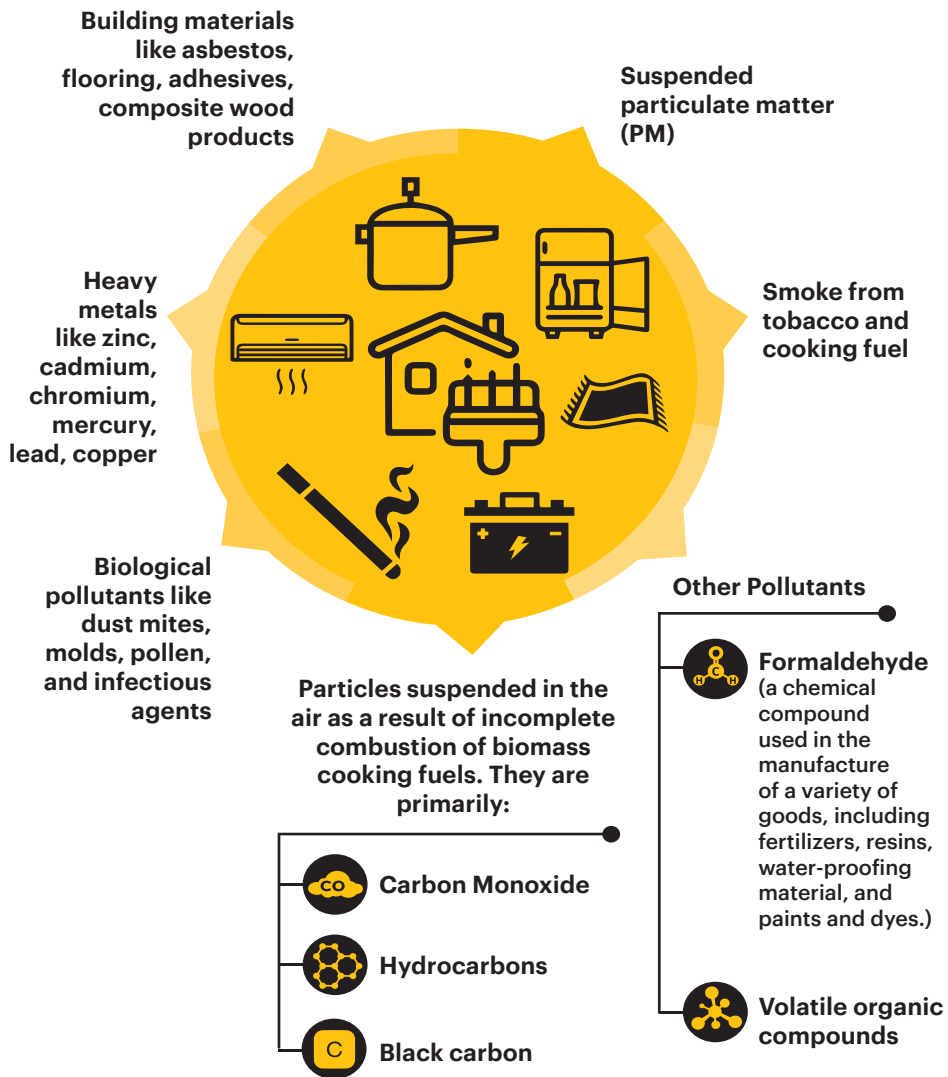 Building materials
like asbestos,
flooring, adhesives,
composite wood
products
Suspended
particulate matter
(PM)
Heavy
metals
like zinc,
cadmium,
chromium,
mercury,
lead, copper
Smoke from
tobacco and
cooking fuel
Biological
pollutants like
dust mites,
molds, pollen,
and infectious
agents
Particles suspended in the
air as a result of incomplete
combustion of biomass
cooking fuels. They are
primarily:
CO
Carbon Monoxide
Hydrocarbons
C
Black carbon
Other Pollutants
O
C
H H
Formaldehyde
(a chemical
compound
used in the
manufacture
of a variety of
goods, including
fertilizers, resins,
water-proofing
material, and
paints and dyes.)
Volatile organic
compounds